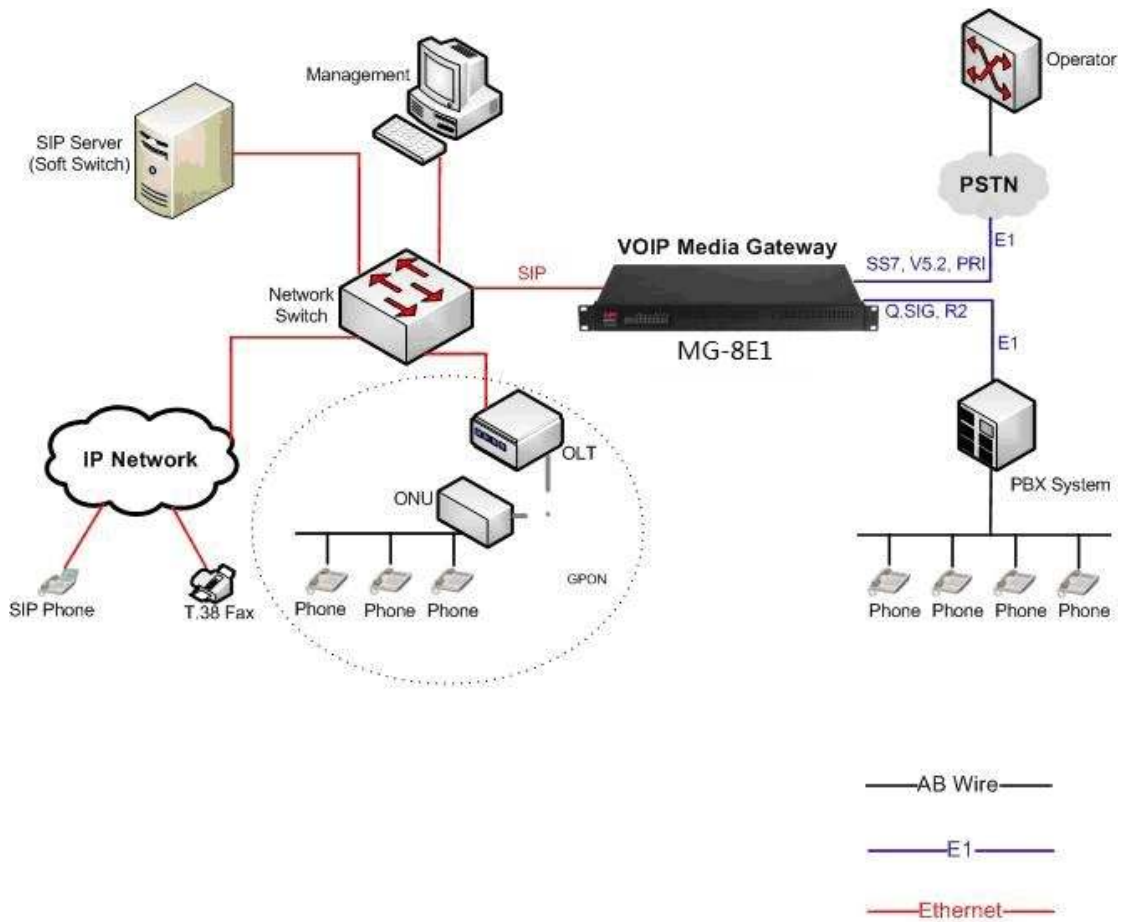 Management
Operator
SIP Server
(Soft Switch)
PSTN
E1
VOIP Media Gateway
SS7, V5.2, PRI
SIP
Network
Switch
Q.SIG, R2
MG-8E1
E1
OLT
IP Network
ONU
PBX System
GPON
SIP Phone
T.38 Fax
Phone Phone Phone
Phone Phone Phone Phone
AB Wire
E1
Ethernet